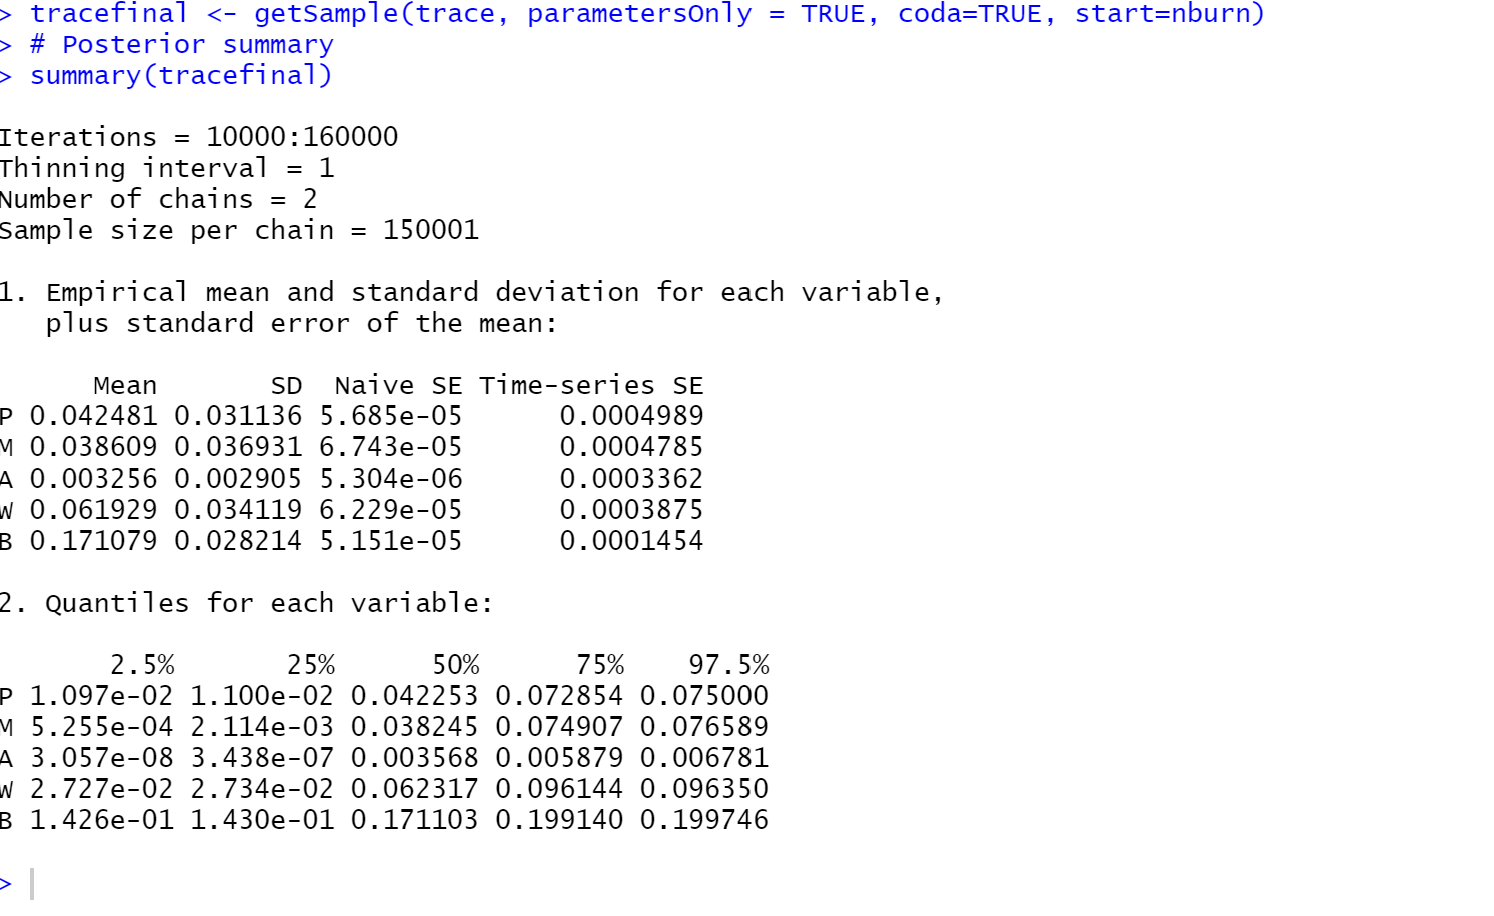 > tracefinal <- getSample(trace, parametersOnly = TRUE, coda=TRUE, start=nburn)
> # Posterior summary
> summary(tracefinal)
Iterations = 10000:160000
Thinning interval = 1
Number of chains = 2
Sample size per chain = 150001
1. Empirical mean and standard deviation for each variable,
plus standard error of the mean:
Mean SD Naive SE Time-series SE
P 0.042481 0.031136 5.685e-05 0.0004989
M 0.038609 0.036931 6.743e-05 0.0004785
A 0.003256 0.002905 5.304e-06 0.0003362
W 0.061929 0.034119 6.229e-05 0.0003875
B 0.171079 0.028214 5.151e-05 0.0001454
2. Quantiles for each variable:
2.5% 25% 50% 75% 97.5%
P 1.097e-02 1.100e-02 0.042253 0.072854 0.075000
M 5.255e-04 2.114e-03 0.038245 0.074907 0.076589
A 3.057e-08 3.438e-07 0.003568 0.005879 0.006781
W 2.727e-02 2.734e-02 0.062317 0.096144 0.096350
B 1.426e-01 1.430e-01 0.171103 0.199140 0.199746
>